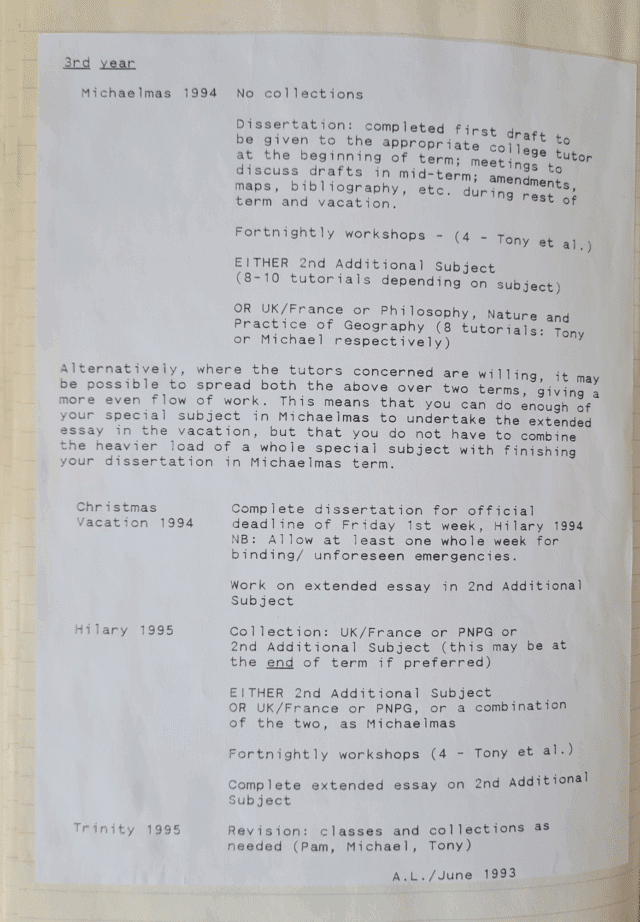 3rd year
Michaelmas 1994 No collections
Dissertation: completed first draft to
be given to the appropriate college tutor
at the beginning of term; meetings to
discuss drafts in mid-term; amendments,
maps, bibliography, etc. during rest of
term and vacation.
Fortnightly workshops - (4 - Tony et al.)
EITHER 2nd Additional Subject
(8-10 tutorials depending on subject)
OR UK/France or Philosophy, Nature and
Practice of Geography (8 tutorials: Tony
or Michael respectively)
Alternatively, where the tutors concerned are willing, it may
be possible to spread both the above over two terms, giving a
more even flow of work. This means that you can do enough of
your special subject in Michaelmas to undertake the extended
essay in the vacation, but that you do not have to combine
the heavier load of a whole special subject with finishing
your dissertation in Michaelmas term.
Christmas Complete dissertation for official
Vacation 1994 deadline of Friday 1st week, Hilary 1994
NB: Allow at least one whole week for
binding/ unforeseen emergencies.
Work on extended essay in 2nd Additional
Subject
Hilary 1995 Collection: UK/France or PNPG or
2nd Additional Subject (this may be at
the end of term if preferred)
EITHER 2nd Additional Subject
OR UK/France or PNPG, or a combination
of the two, as Michaelmas
Fortnightly workshops (4 - Tony et al.)
Complete extended essay on 2nd Additional
Subject
Trinity 1995 Revision: classes and collections as
needed (Pam, Michael, Tony)
A.L./June 1993